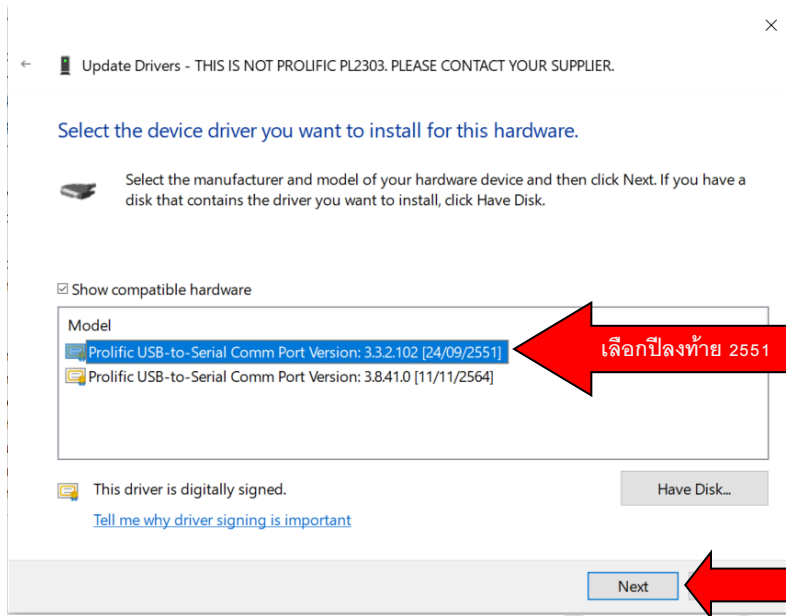 Update Drivers - THIS IS NOT PROLIFIC PL2303. PLEASE CONTACT YOUR SUPPLIER.
Select the device driver you want to install for this hardware.
Select the manufacturer and model of your hardware device and then click Next. If you have a
disk that contains the driver you want to install, click Have Disk.
Show compatible hardware
Model
Prolific USB-to-Serial Comm Port Version: 3.3.2.102 [24/09/2551]
เลือกปีลงท้าย 2551
Prolific USB-to-Serial Comm Port Version: 3.8.41.0 [11/11/2564]
This driver is digitally signed.
Have Disk...
Tell me why driver signing is important
Next